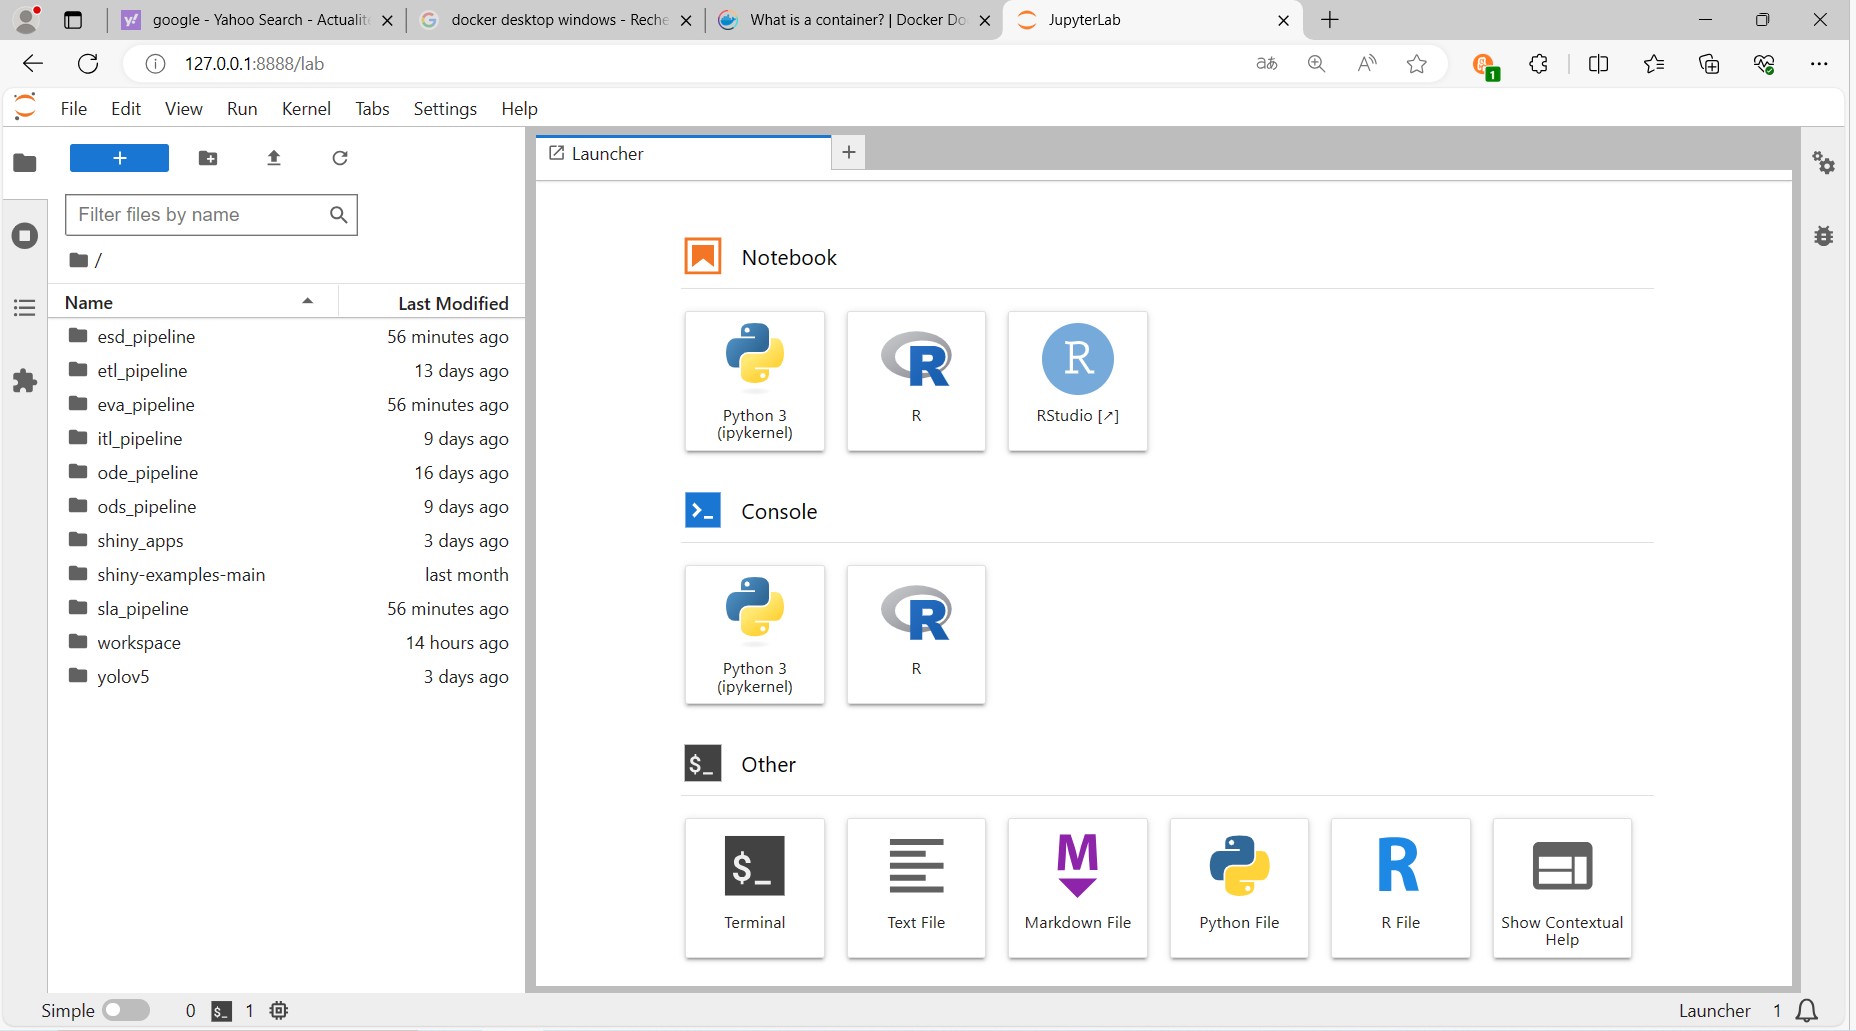 google - Yahoo Search - Actualit
docker desktop windows - Reche
What is a container? | Docker Do
JupyterLab
127.0.0.1:8888/lab
1
File Edit View Run Kernel Tabs Settings Help
Filter files by name
/
Name Last Modified
esd_pipeline 56 minutes ago
etl_pipeline 13 days ago
eva_pipeline 56 minutes ago
itl_pipeline 9 days ago
ode_pipeline 16 days ago
ods_pipeline 9 days ago
shiny_apps 3 days ago
shiny-examples-main last month
sla_pipeline 56 minutes ago
workspace 14 hours ago
yolov5 3 days ago
Launcher
Notebook
Python 3
(ipykernel)
R
RStudio [↗]
Console
Python 3
(ipykernel)
R
$_ Other
$_
Terminal
Text File
M
Markdown File
Python File
R
R File
Show Contextual
Help
Simple 0 $_ 1
Launcher 1